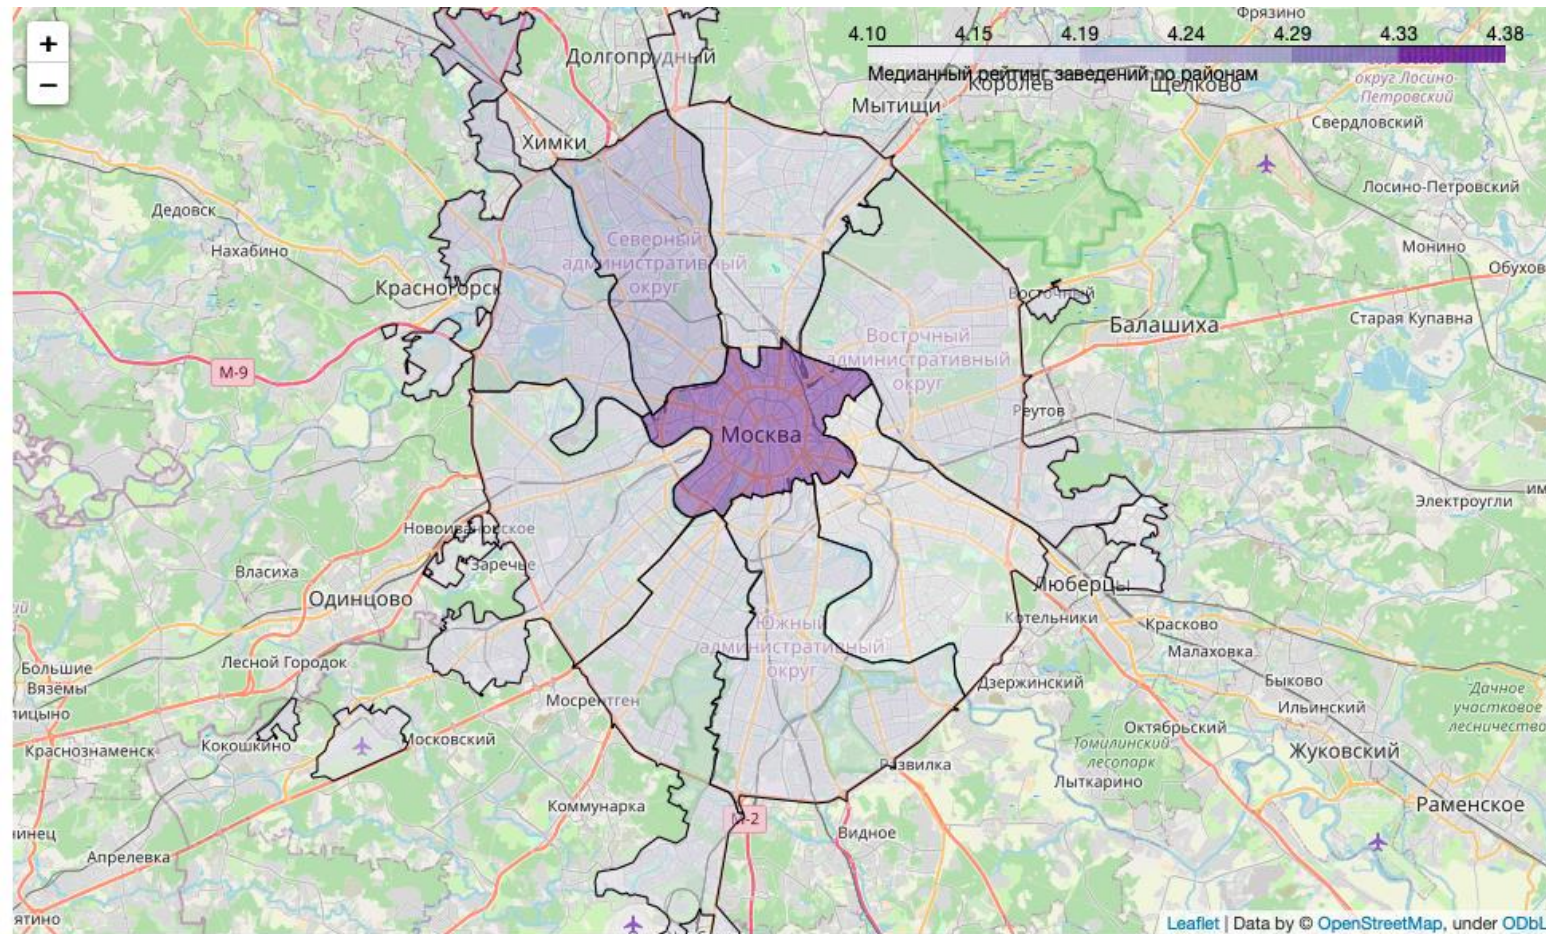 +
−
4.10 4.15 4.19 4.24 4.29 4.33 4.38
Медианный рейтинг заведений по районам
Фрязино
Долгопрудный
Королёв
Щёлково
округ Лосино-
Петровский
Мытищи
Свердловский
Химки
Лосино-Петровский
Дедовск
Нахабино
Северный
административный
округ
Монино
Обухов
Красногорск
Восточный
Балашиха
Старая Купавна
Восточный
административный
округ
М-9
Реутов
Москва
Электроугли
им
Новоивановское
Заречье
Власиха
Одинцово
Люберцы
Котельники
Красково
Малаховка
Южный
административный
округ
Большие
Вязёмы
Лесной Городок
лицыно
Мосрентген
Дзержинский
Быково
Ильинский
"Дачное
участковое
лесничество
Краснознаменск
Кокошкино
Московский
Октябрьский
Томилинский
лесопарк
Жуковский
Развилка
Лыткарино
Коммунарка
М-2
Видное
Раменское
Апрелевка
Leaflet | Data by © OpenStreetMap, under ODbL